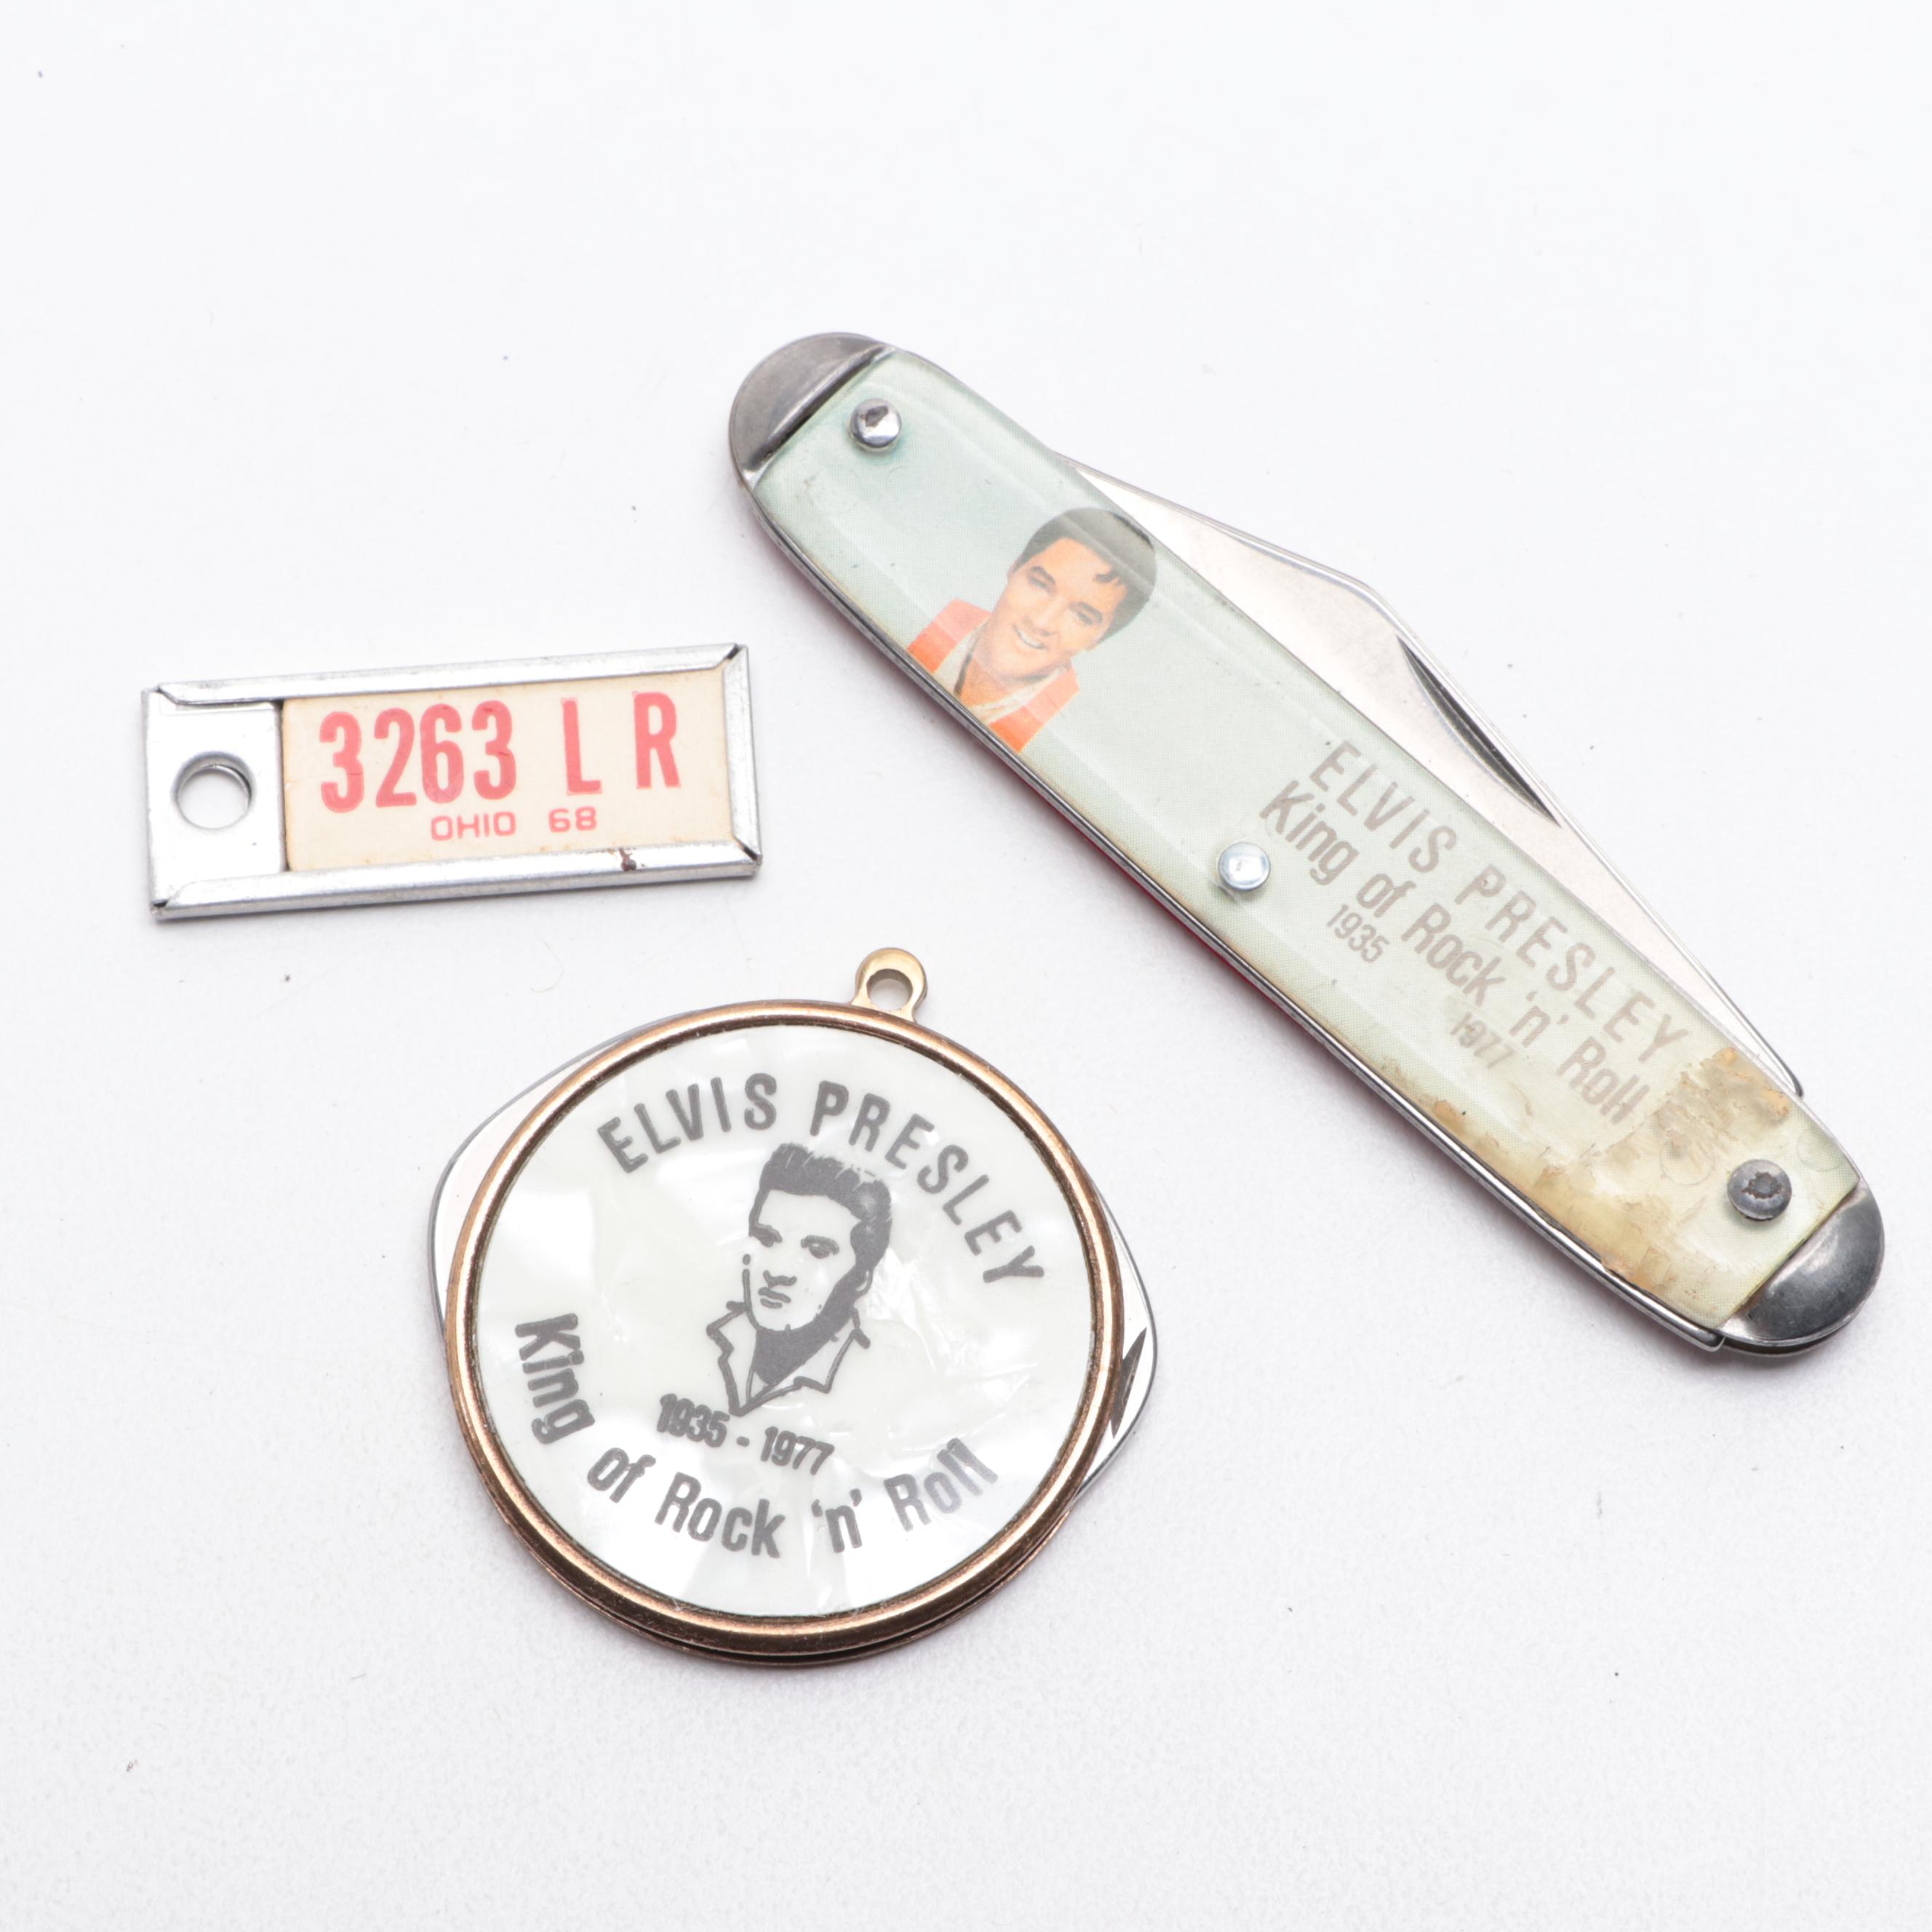 3263 L R
OHIO 68
ELVIS PRESLEY
King of Rock 'n' Roll
1935 1977
ELVIS PRESLEY
1935 - 1977
King of Rock 'n' Roll